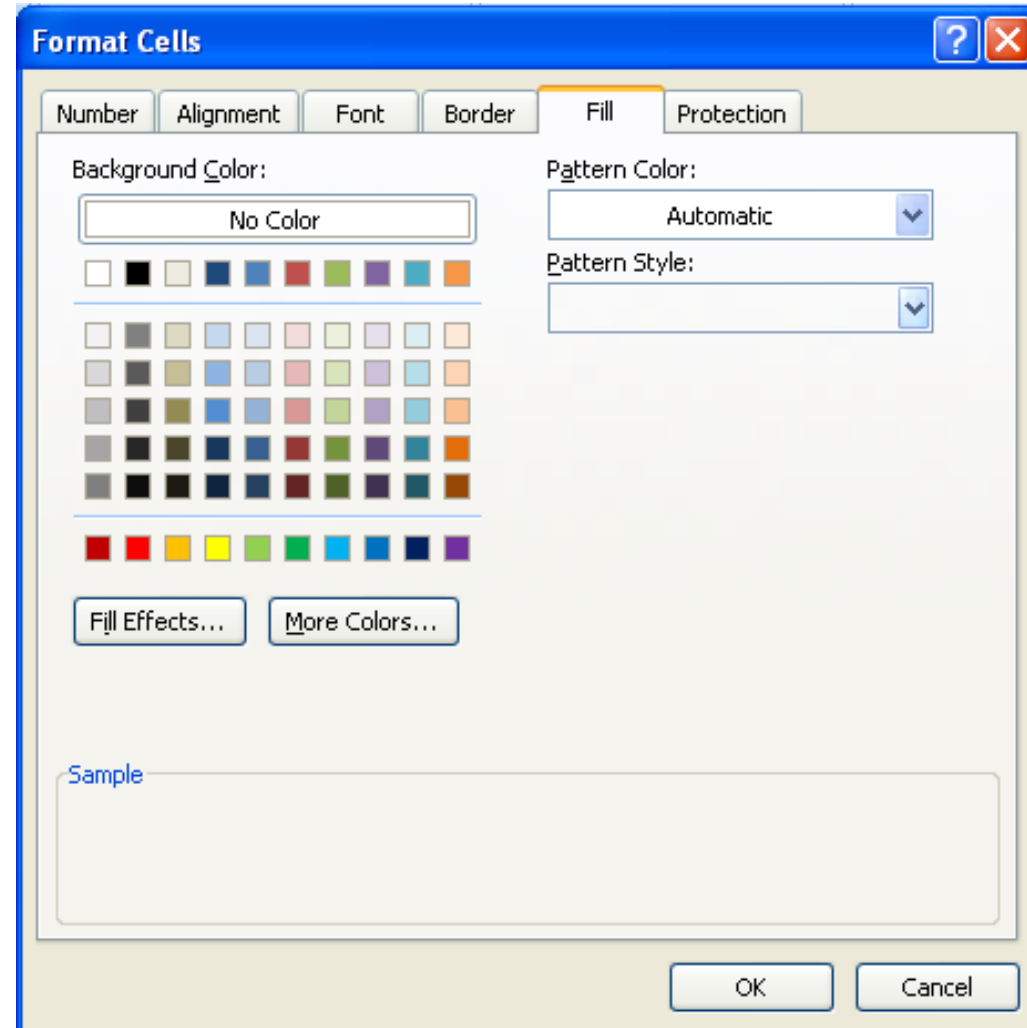 Format Cells
?
Number Alignment Font Border Fill Protection
Background Color:
No Color
Pattern Color:
Automatic
Pattern Style:
Fill Effects... More Colors...
Sample
OK Cancel